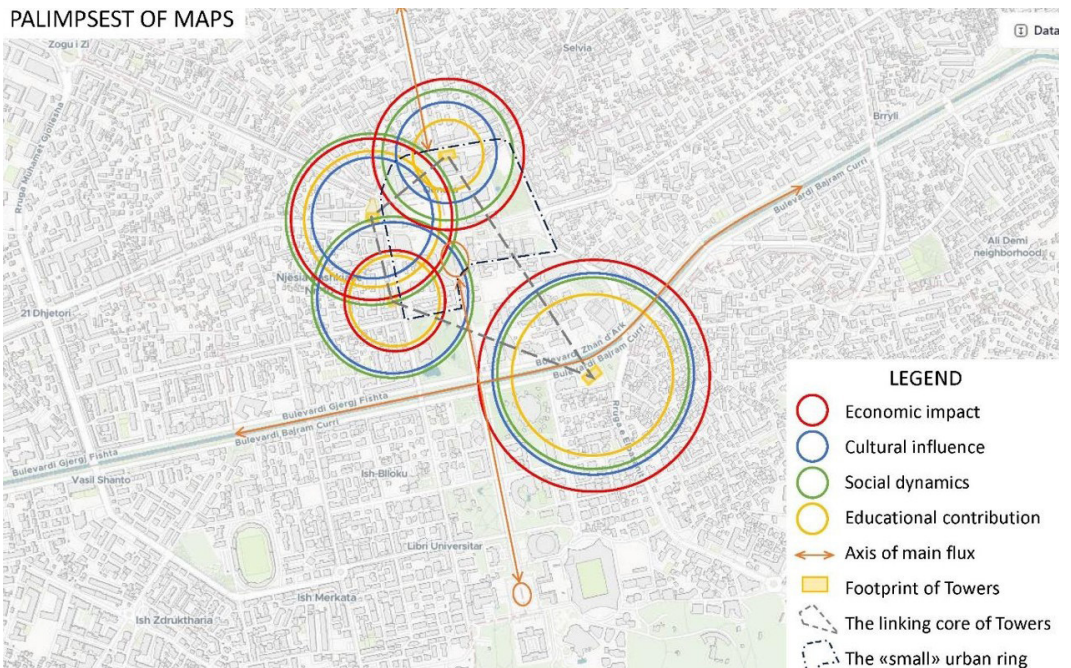 PALIMPSEST OF MAPS
Zogu i Zi
Selvia
Data
Rruga Muhamet Gjollesha
Brryli
Bulevardi Bajram Curri
Ali Demi
neighborhood
21 Dhjetori
Bulevardi Zhan d'Ark
Bulevardi Bajram Curri
Bulevardi Gjergj Fishta
Bulevardi Bajram Curri
Bulevardi Gjergj Fishta
Vasil Shanto
Ish-Blloku
Rruga e Elbasanit
Libri Universitar
Ish Merkata
Ish Zdrukthtaria
LEGEND
Economic impact
Cultural influence
Social dynamics
Educational contribution
Axis of main flux
Footprint of Towers
The linking core of Towers
The «small» urban ring